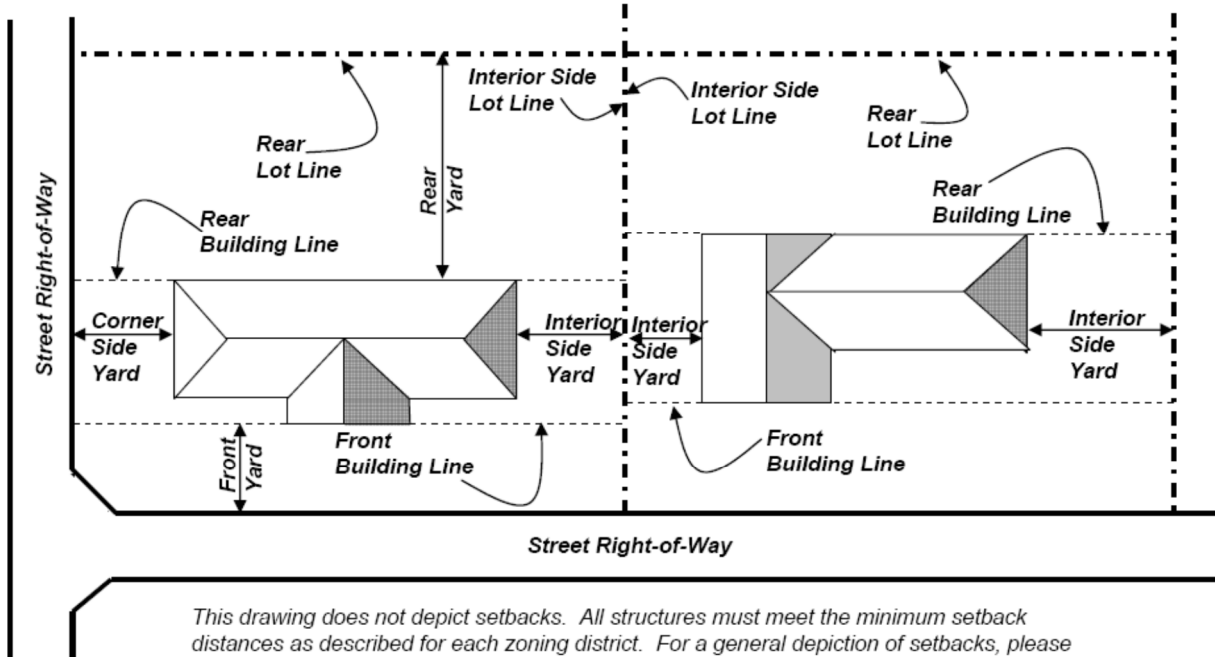 Interior Side
Lot Line
Interior Side
Lot Line
Rear
Lot Line
Rear
Lot Line
Rear
Yard
Rear
Building Line
Rear
Building Line
Street Right-of-Way
Corner
Side
Yard
Interior
Side
Yard
Interior
Side
Yard
Interior
Side
Yard
Front
Yard
Front
Building Line
Front
Building Line
Street Right-of-Way
This drawing does not depict setbacks.  All structures must meet the minimum setback
distances as described for each zoning district.  For a general depiction of setbacks, please